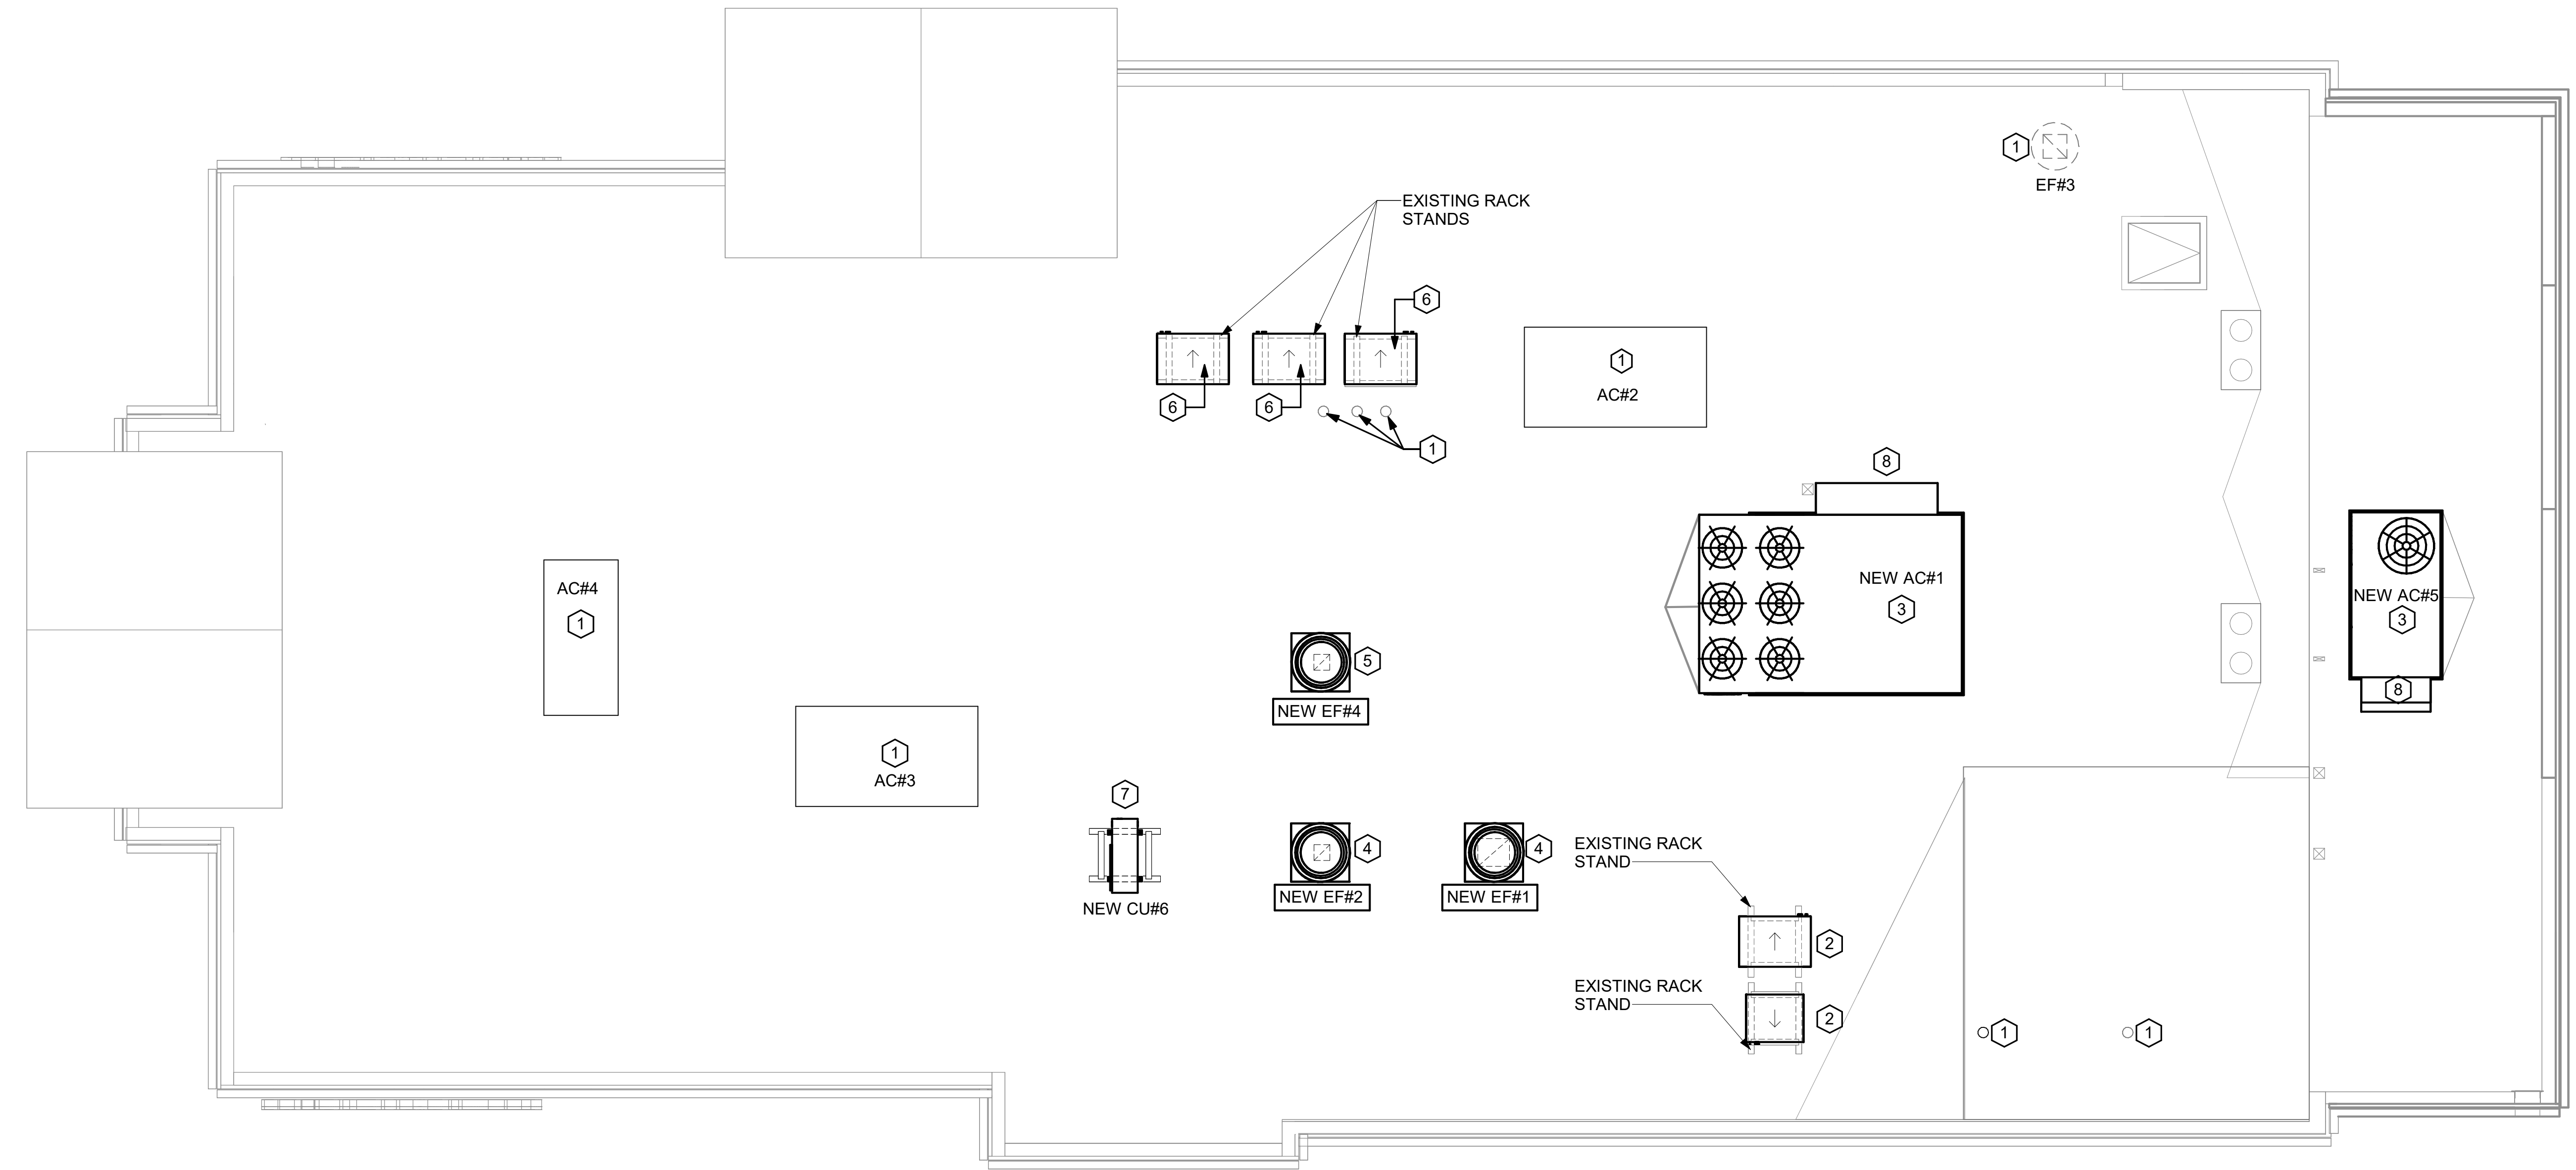 1
EF#3
EXISTING RACK
STANDS
6
6
6
1
1
AC#2
8
AC#4
1
NEW AC#1
3
NEW AC#5
3
8
5
NEW EF#4
1
AC#3
7
NEW CU#6
4
NEW EF#2
4
NEW EF#1
EXISTING RACK
STAND
2
EXISTING RACK
STAND
2
1
1